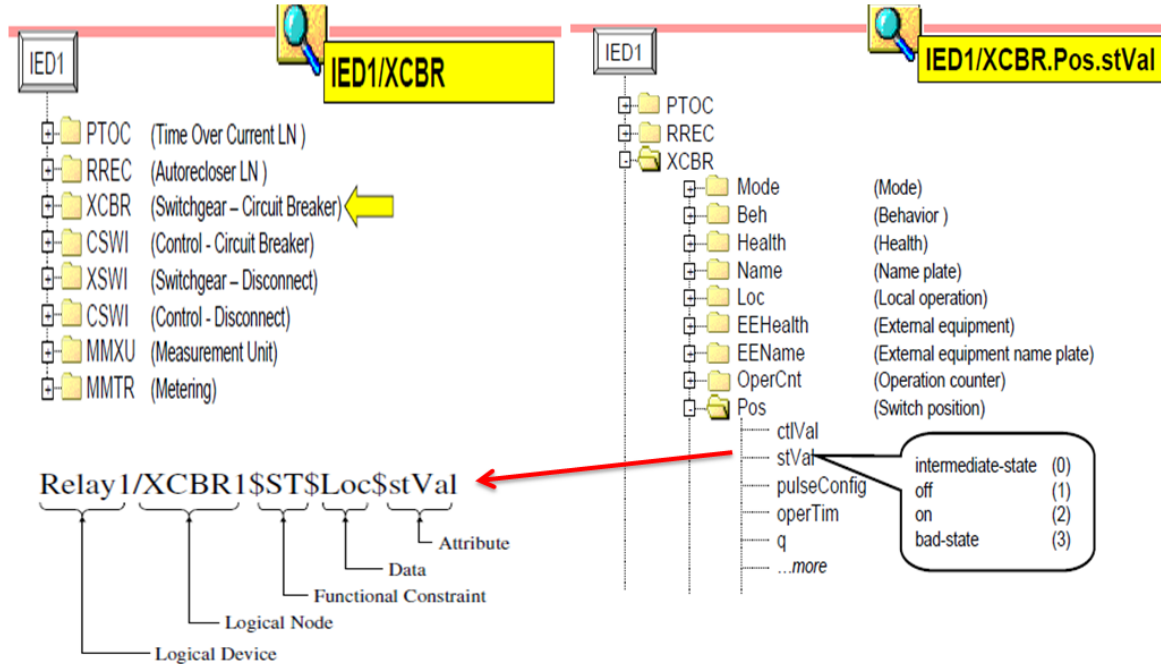 IED1
IED1/XCBR
PTOC (Time Over Current LN )
RREC (Autorecloser LN )
XCBR (Switchgear – Circuit Breaker)
CSWI (Control - Circuit Breaker)
XSWI (Switchgear – Disconnect)
CSWI (Control - Disconnect)
MMXU (Measurement Unit)
MMTR (Metering)
Relay1/XCBR1$ST$Loc$stVal
Attribute
Data
Functional Constraint
Logical Node
Logical Device
IED1
IED1/XCBR.Pos.stVal
PTOC
RREC
XCBR
Mode (Mode)
Beh (Behavior )
Health (Health)
Name (Name plate)
Loc (Local operation)
EEHealth (External equipment)
EEName (External equipment name plate)
OperCnt (Operation counter)
Pos (Switch position)
ctlVal
stVal
pulseConfig
operTim
q
...more
intermediate-state (0)
off (1)
on (2)
bad-state (3)